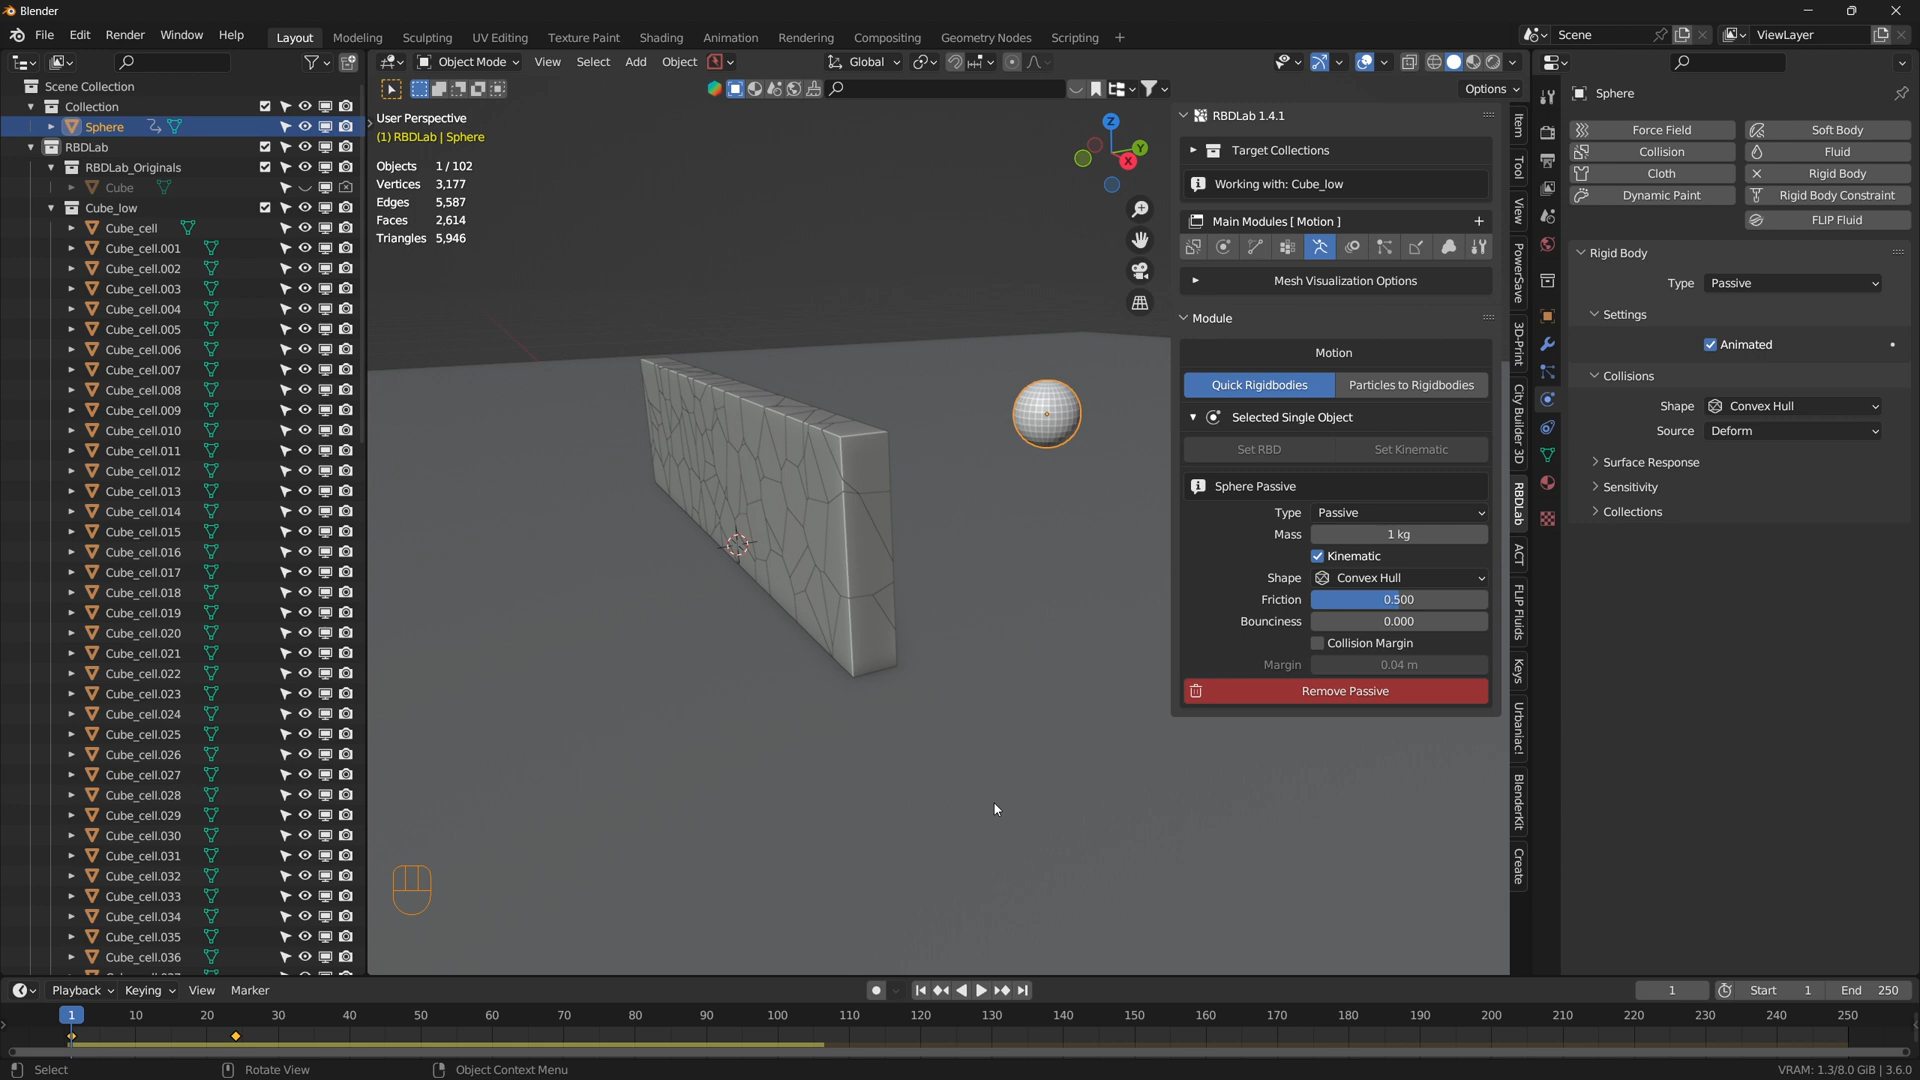 Blender
File Edit Render Window Help
Layout Modeling Sculpting UV Editing Texture Paint Shading Animation Rendering Compositing Geometry Nodes Scripting +
Scene
ViewLayer
Object Mode
View Select Add Object
Global
Options
Scene Collection
Collection
Sphere
RBDLab
RBDLab_Originals
Cube
Cube_low
Cube_cell
Cube_cell.001
Cube_cell.002
Cube_cell.003
Cube_cell.004
Cube_cell.005
Cube_cell.006
Cube_cell.007
Cube_cell.008
Cube_cell.009
Cube_cell.010
Cube_cell.011
Cube_cell.012
Cube_cell.013
Cube_cell.014
Cube_cell.015
Cube_cell.016
Cube_cell.017
Cube_cell.018
Cube_cell.019
Cube_cell.020
Cube_cell.021
Cube_cell.022
Cube_cell.023
Cube_cell.024
Cube_cell.025
Cube_cell.026
Cube_cell.027
Cube_cell.028
Cube_cell.029
Cube_cell.030
Cube_cell.031
Cube_cell.032
Cube_cell.033
Cube_cell.034
Cube_cell.035
Cube_cell.036
User Perspective
(1) RBDLab | Sphere
Objects 1 / 102
Vertices 3,177
Edges 5,587
Faces 2,614
Triangles 5,946
Z
Y
X
RBDLab 1.4.1
Target Collections
Working with: Cube_low
Main Modules [ Motion ]
Mesh Visualization Options
Module
Motion
Quick Rigidbodies Particles to Rigidbodies
Selected Single Object
Set RBD Set Kinematic
Sphere Passive
Type Passive
Mass 1 kg
Kinematic
Shape Convex Hull
Friction 0.500
Bounciness 0.000
Collision Margin
Margin 0.04 m
Remove Passive
Item
Tool
View
PowerSave
3D-Print
City Builder 3D
RBDLab
ACT
FLIP Fluids
Keys
Urbaniac!
BlenderKit
Create
Sphere
Force Field Soft Body
Collision Fluid
Cloth Rigid Body
Dynamic Paint Rigid Body Constraint
FLIP Fluid
Rigid Body
Type Passive
Settings
Animated
Collisions
Shape Convex Hull
Source Deform
Surface Response
Sensitivity
Collections
Playback Keying View Marker
1 Start 1 End 250
1 10 20 30 40 50 60 70 80 90 100 110 120 130 140 150 160 170 180 190 200 210 220 230 240 250
Select Rotate View Object Context Menu
VRAM: 1.3/8.0 GiB | 3.6.0